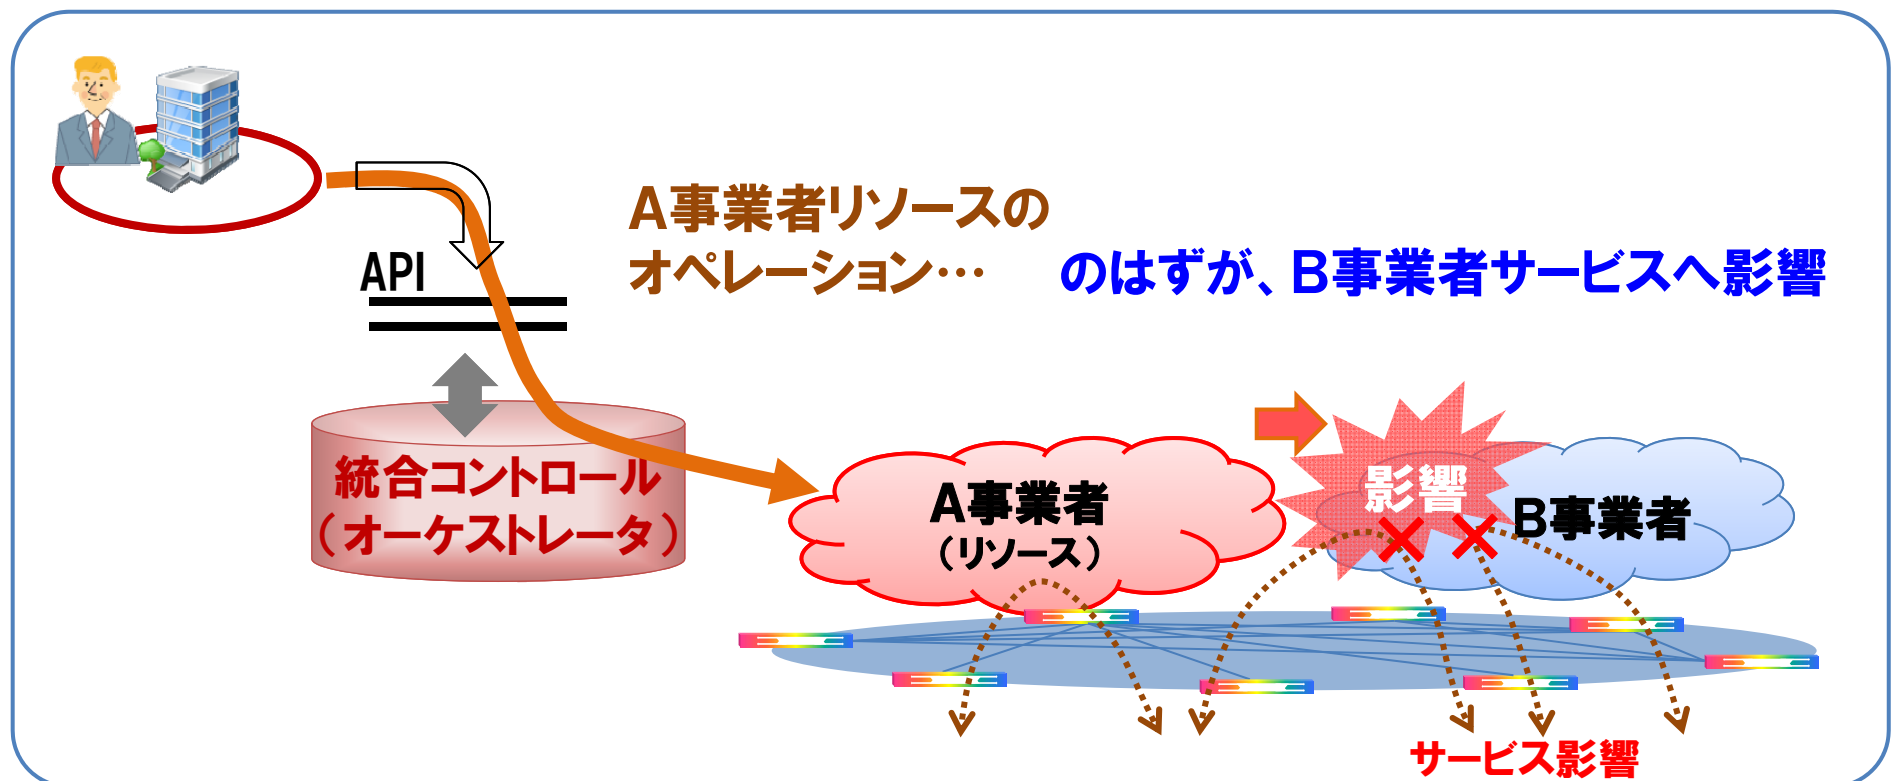 A事業者リソースの
オペレーション…
のはずが、B事業者サービスへ影響
API
統合コントロール
（オーケストレータ）
A事業者
（リソース）
影響
B事業者
サービス影響